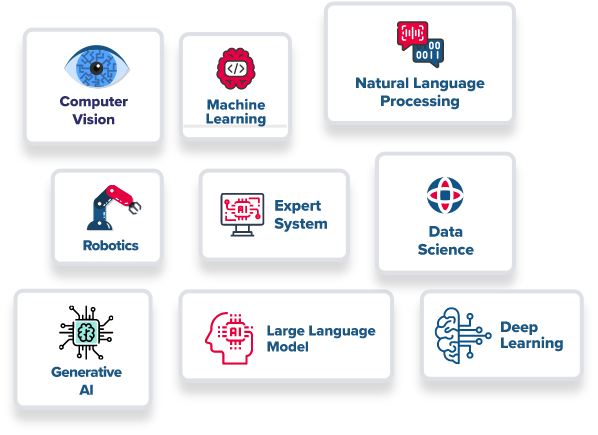 Computer
Vision
</>
Machine
Learning
00
0011
Natural Language
Processing
Robotics
AI
Expert
System
Data
Science
Generative
AI
AI
Large Language
Model
Deep
Learning